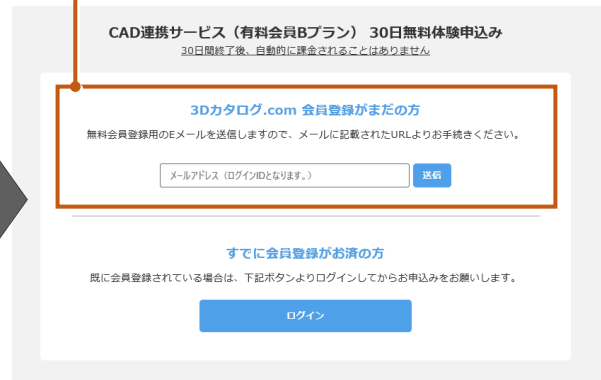 CAD連携サービス（有料会員Bプラン） 30日無料体験申込み
30日間終了後、自動的に課金されることはありません
3Dカタログ.com 会員登録がまだの方
無料会員登録用のEメールを送信しますので、メールに記載されたURLよりお手続きください。
メールアドレス（ログインIDとなります。） 送信
すでに会員登録がお済の方
既に会員登録されている場合は、下記ボタンよりログインしてからお申込みをお願いします。
ログイン